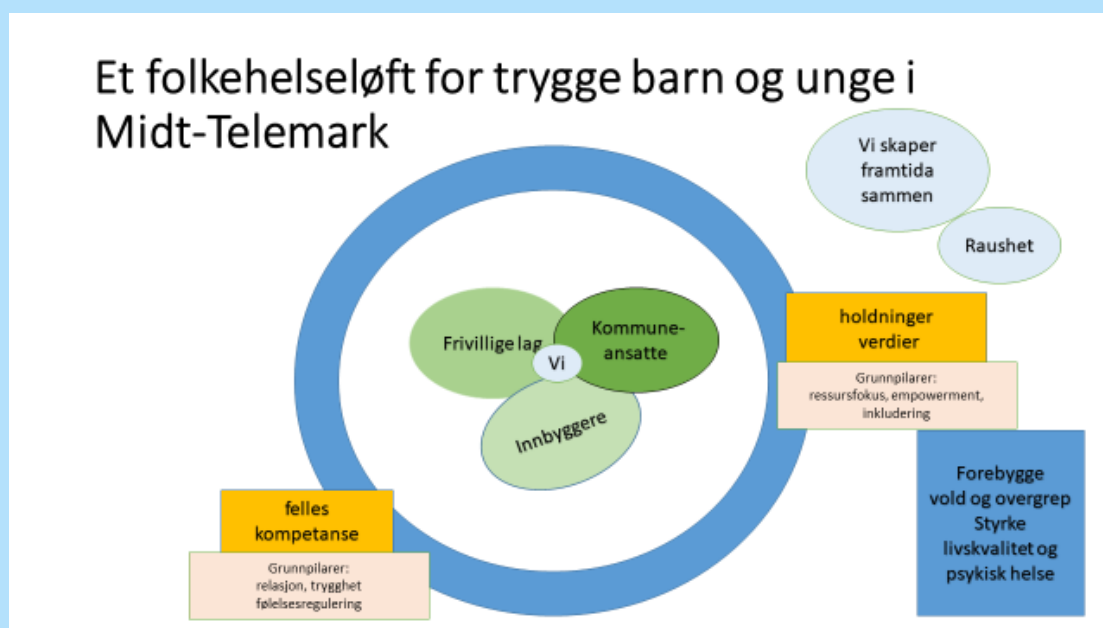 Et folkehelseløft for trygge barn og unge i
Midt-Telemark
Vi skaper
framtida
sammen
Raushet
Frivillige lag
Kommune-
ansatte
Vi
Innbyggere
holdninger
verdier
Grunnpilarer:
ressursfokus, empowerment,
inkludering
felles
kompetanse
Grunnpilarer:
relasjon, trygghet
følelsesregulering
Forebygge
vold og overgrep
Styrke
livskvalitet og
psykisk helse